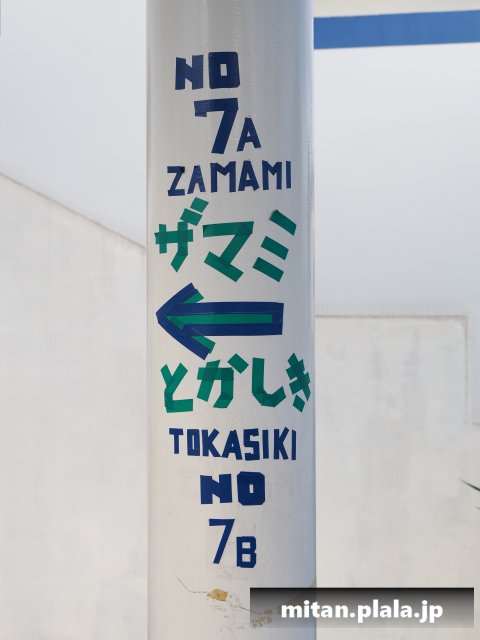 NO
7A
ZAMAMI
ザマミ
とかしき
TOKASIKI
NO
7B
mitan.plala.jp